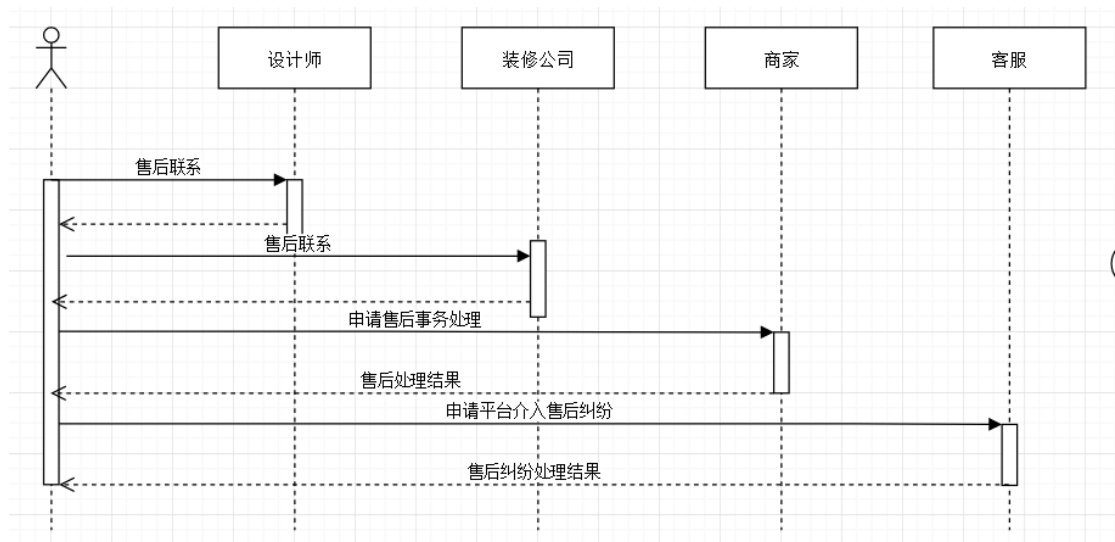 设计师
装修公司
商家
客服
售后联系
售后联系
申请售后事务处理
售后处理结果
申请平台介入售后纠纷
售后纠纷处理结果